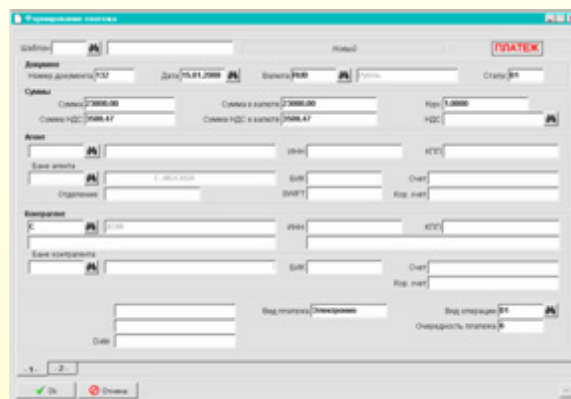 Формирование платежа
Шаблон Новый ПЛАТЕЖ
Документ
Номер документа 132 Дата 15.01.2008 Валюта RUB Рубль Статус 01
Суммы
Сумма 23000.00 Сумма в валюте 23000.00 Курс 1.0000
Сумма НДС 3508.47 Сумма НДС в валюте 3508.47 НДС
Агент
ИНН КПП
Банк агента
Г.МОСКВА БИК Счет
Отделение SWIFT Кор. счет
Контрагент
С ИНН КПП
Банк контрагента
БИК Счет
Кор. счет
Вид платежа Электронно Вид операции 01
Очередность платежа 6
Date
-1- -2-
Ok Отмена